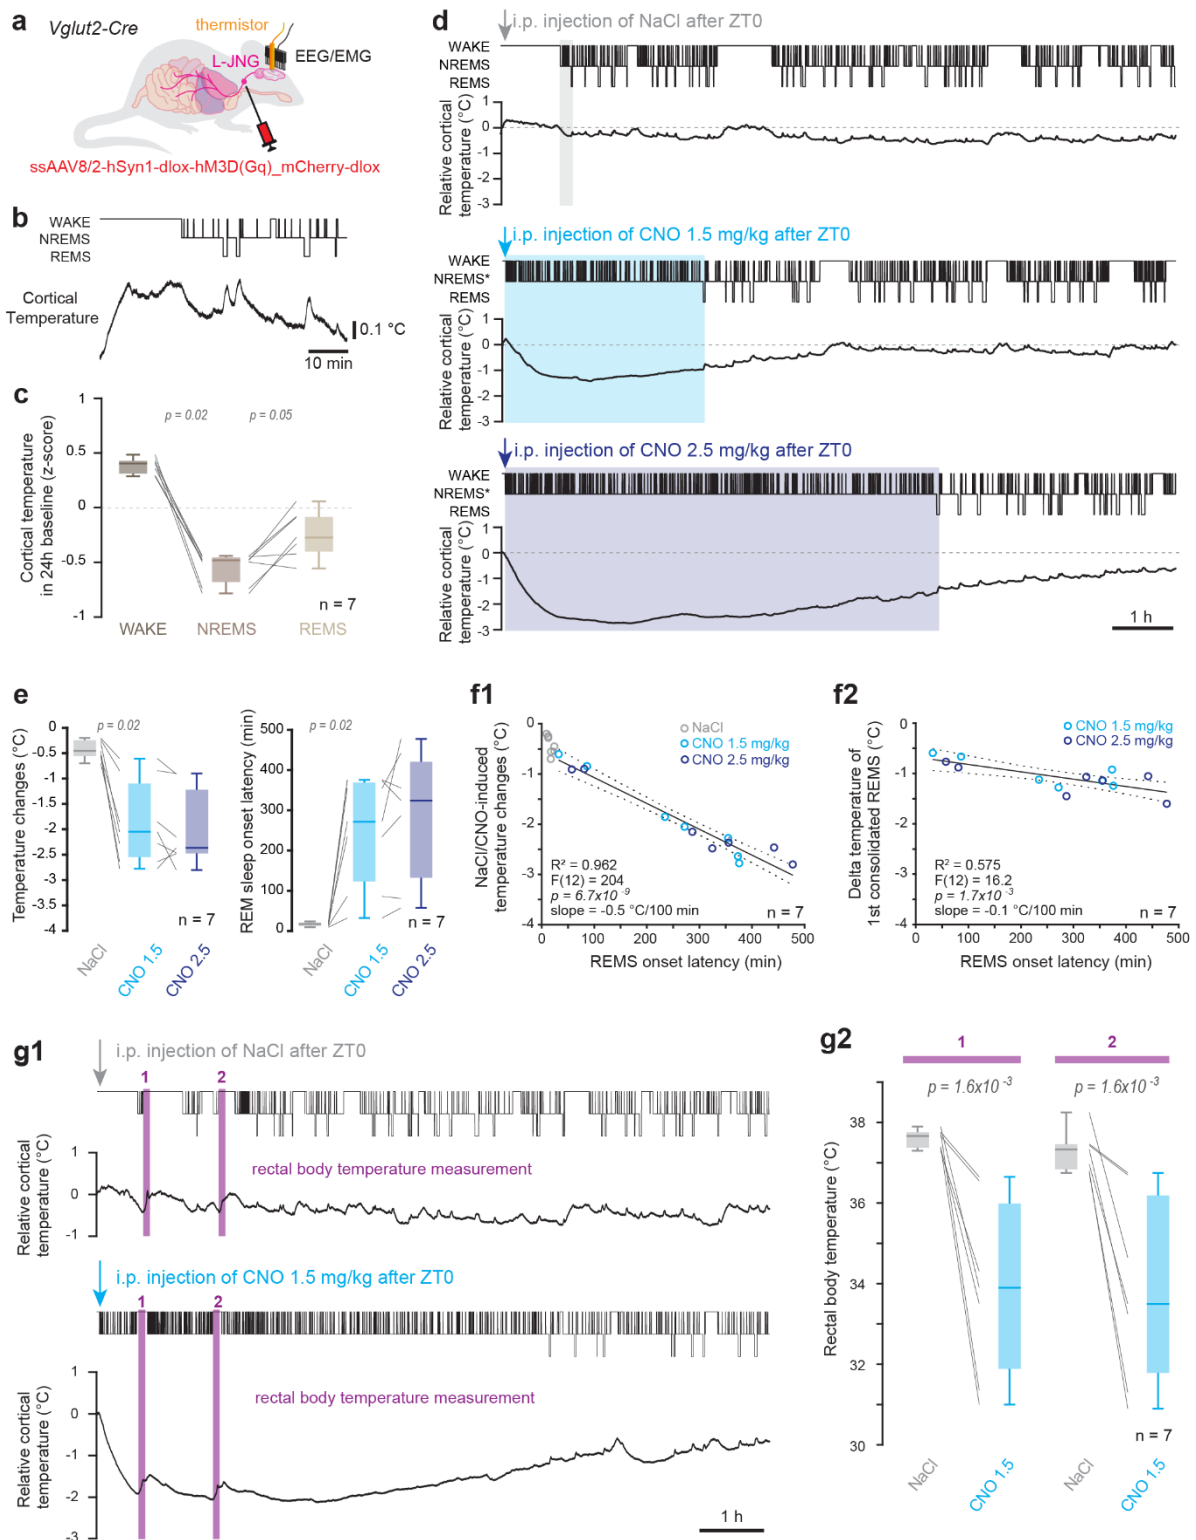 a
Vglut2-Cre
thermistor
L-JNG
EEG/EMG
ssAAV8/2-hSyn1-dlox-hM3D(Gq)_mCherry-dlox
b
WAKE
NREMS
REMS
Cortical
Temperature
0.1 °C
10 min
c
Cortical temperature
in 24h baseline (z-score)
1
0.5
0
-0.5
-1
p = 0.02
p = 0.05
n = 7
WAKE
NREMS
REMS
d
i.p. injection of NaCl after ZT0
WAKE
NREMS
REMS
Relative cortical
temperature (°C)
1
0
-1
-2
-3
i.p. injection of CNO 1.5 mg/kg after ZT0
WAKE
NREMS*
REMS
Relative cortical
temperature (°C)
1
0
-1
-2
-3
i.p. injection of CNO 2.5 mg/kg after ZT0
WAKE
NREMS*
REMS
Relative cortical
temperature (°C)
1
0
-1
-2
-3
1 h
e
Temperature changes (°C)
0
-0.5
-1
-1.5
-2
-2.5
-3
-3.5
-4
p = 0.02
n = 7
NaCl
CNO 1.5
CNO 2.5
REM sleep onset latency (min)
500
400
300
200
100
0
p = 0.02
n = 7
NaCl
CNO 1.5
CNO 2.5
f1
NaCl/CNO-induced
temperature changes (°C)
0
-1
-2
-3
-4
NaCl
CNO 1.5 mg/kg
CNO 2.5 mg/kg
R² = 0.962
F(12) = 204
p = 6.7x10⁻⁹
slope = -0.5 °C/100 min
n = 7
0 100 200 300 400 500
REMS onset latency (min)
f2
Delta temperature of
1st consolidated REMS (°C)
0
-1
-2
-3
-4
CNO 1.5 mg/kg
CNO 2.5 mg/kg
R² = 0.575
F(12) = 16.2
p = 1.7x10⁻³
slope = -0.1 °C/100 min
n = 7
0 100 200 300 400 500
REMS onset latency (min)
g1
i.p. injection of NaCl after ZT0
1
2
rectal body temperature measurement
Relative cortical
temperature (°C)
1
0
-1
i.p. injection of CNO 1.5 mg/kg after ZT0
1
2
rectal body temperature measurement
Relative cortical
temperature (°C)
1
0
-1
-2
-3
1 h
g2
1
2
p = 1.6x10⁻³
p = 1.6x10⁻³
Rectal body temperature (°C)
38
36
34
32
30
n = 7
NaCl
CNO 1.5
NaCl
CNO 1.5